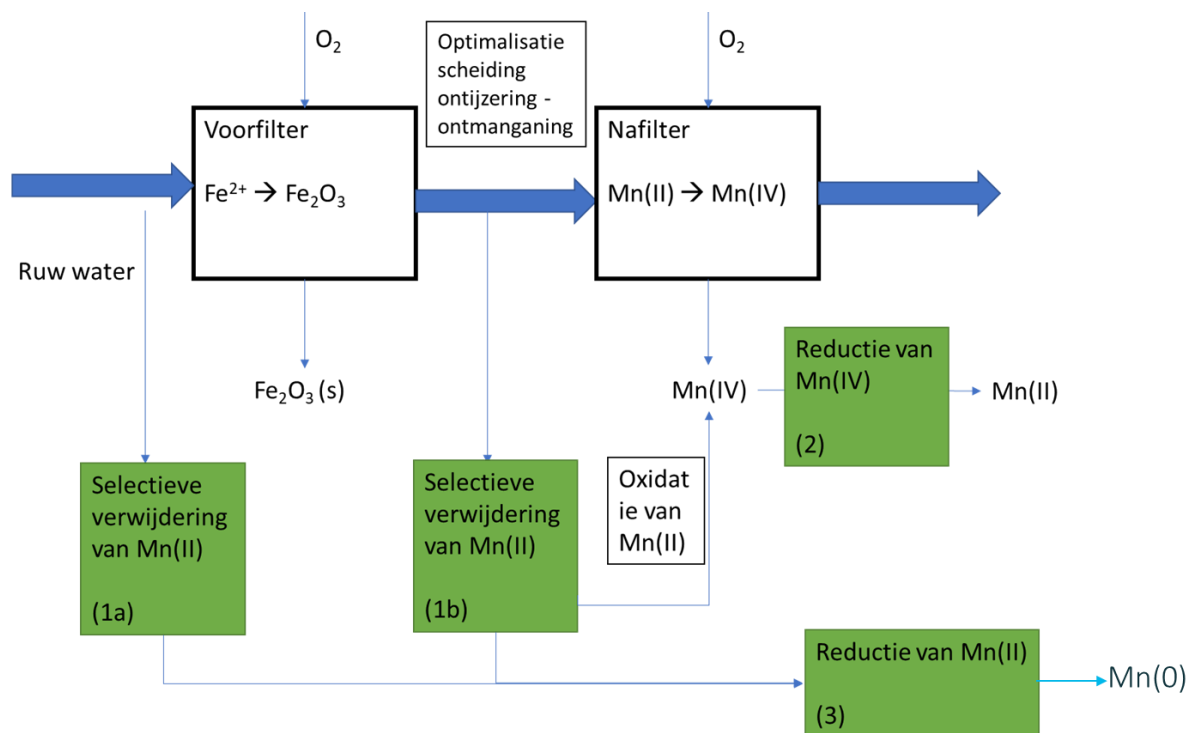 O₂
Optimalisatie
scheiding
ontijzering -
ontmanganing
O₂
Voorfilter
Fe²⁺ → Fe₂O₃
Nafilter
Mn(II) → Mn(IV)
Ruw water
Fe₂O₃ (s)
Mn(IV)
Reductie van
Mn(IV)
(2)
Mn(II)
Selectieve
verwijdering
van Mn(II)
(1a)
Selectieve
verwijdering
van Mn(II)
(1b)
Oxidat
ie van
Mn(II)
Reductie van Mn(II)
(3)
Mn(0)